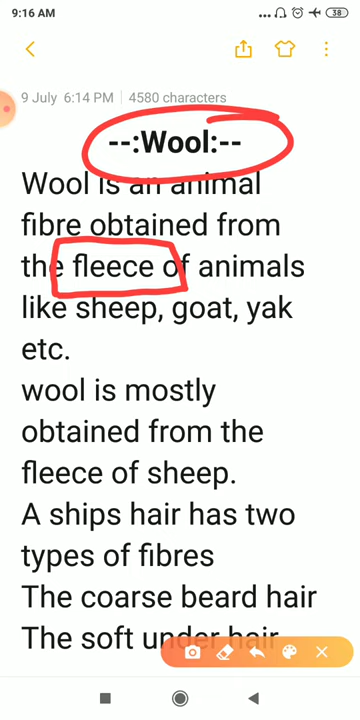 9:16 AM
38
9 July 6:14 PM | 4580 characters
--:Wool:--
Wool is an animal
fibre obtained from
the fleece of animals
like sheep, goat, yak
etc.
wool is mostly
obtained from the
fleece of sheep.
A ships hair has two
types of fibres
The coarse beard hair
The soft under hair